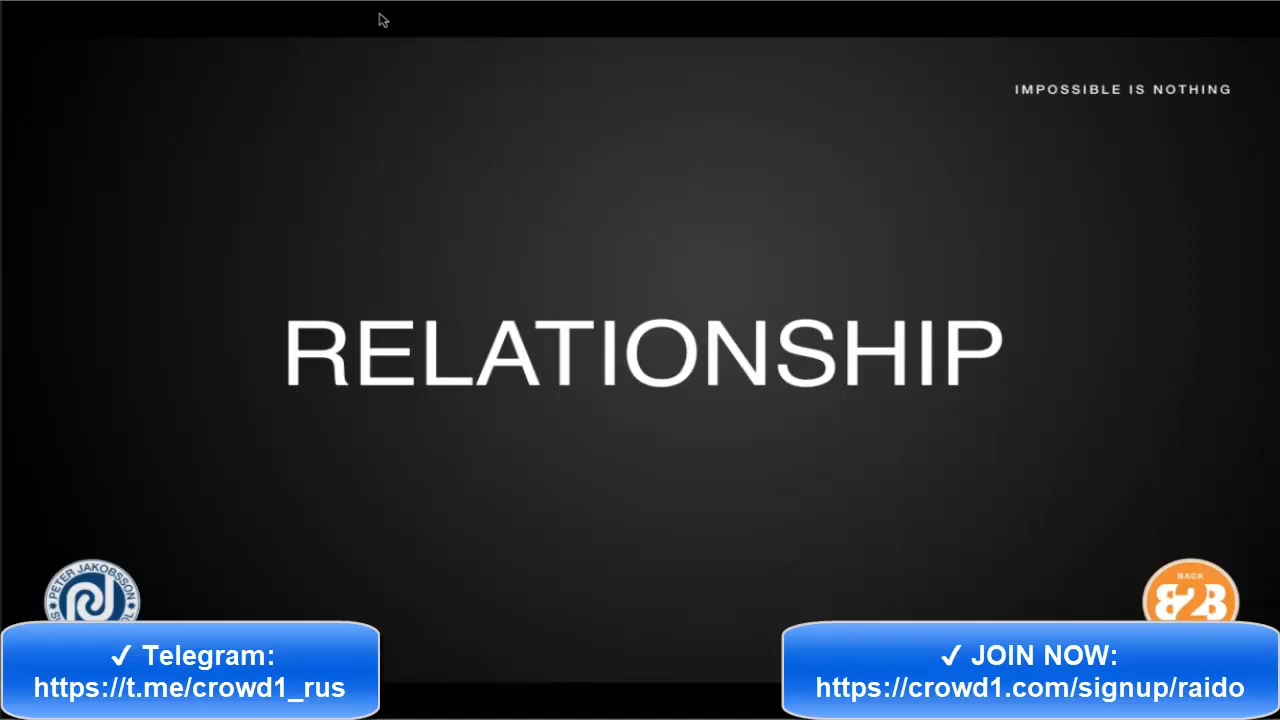 IMPOSSIBLE IS NOTHING
RELATIONSHIP
PETER JAKOBSSON
BACK
B2B
✓ Telegram:
https://t.me/crowd1_rus
✓ JOIN NOW:
https://crowd1.com/signup/raido